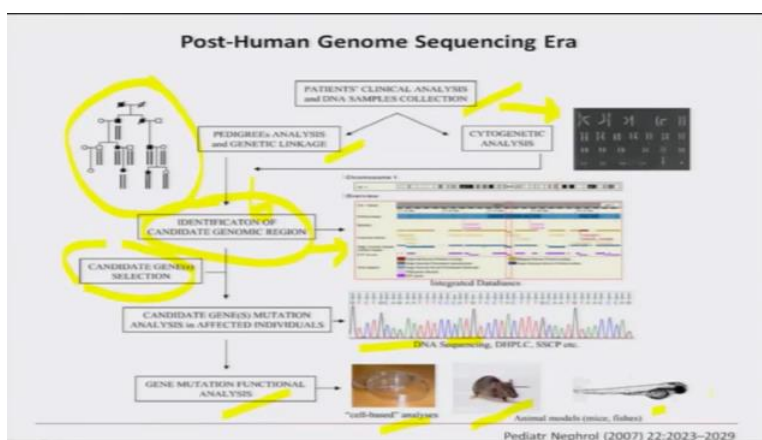 Post-Human Genome Sequencing Era
PATIENTS' CLINICAL ANALYSIS
and DNA SAMPLES COLLECTION
PEDIGREEs ANALYSIS
and GENETIC LINKAGE
CYTOGENETIC
ANALYSIS
Chromosome 1
Overview
IDENTIFICATON OF
CANDIDATE GENOMIC REGION
CANDIDATE GENE(s)
SELECTION
Integrated Databases
CANDIDATE GENE(S) MUTATION
ANALYSIS in AFFECTED INDIVIDUALS
DNA Sequencing, DHPLC, SSCP etc.
GENE MUTATION FUNCTIONAL
ANALYSIS
"cell-based" analyses
Animal models (mice, fishes)
Pediatr Nephrol (2007) 22:2023–2029